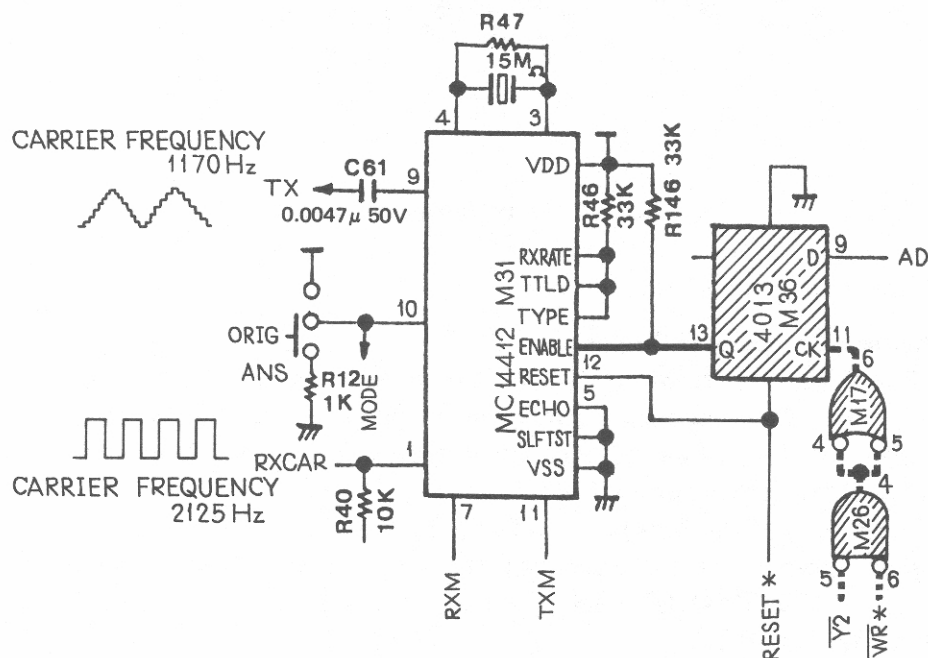 R47
15M
4
3
CARRIER FREQUENCY
1170 Hz
TX
C61
0.0047μ 50V
9
VDD
R46
33K
R146 33K
RXRATE
TTLD
TYPE
ENABLE
RESET
ECHO
SLFTST
VSS
MC14412 M31
10
ORIG
ANS
R12
1K
MODE
RXCAR
1
CARRIER FREQUENCY
2125 Hz
R40
10K
7
11
RXM
TXM
12
5
13
Q
D
CK
4013
M36
9
AD
11
6
M17
4
5
4
M26
5
6
RESET *
Y2
WR *